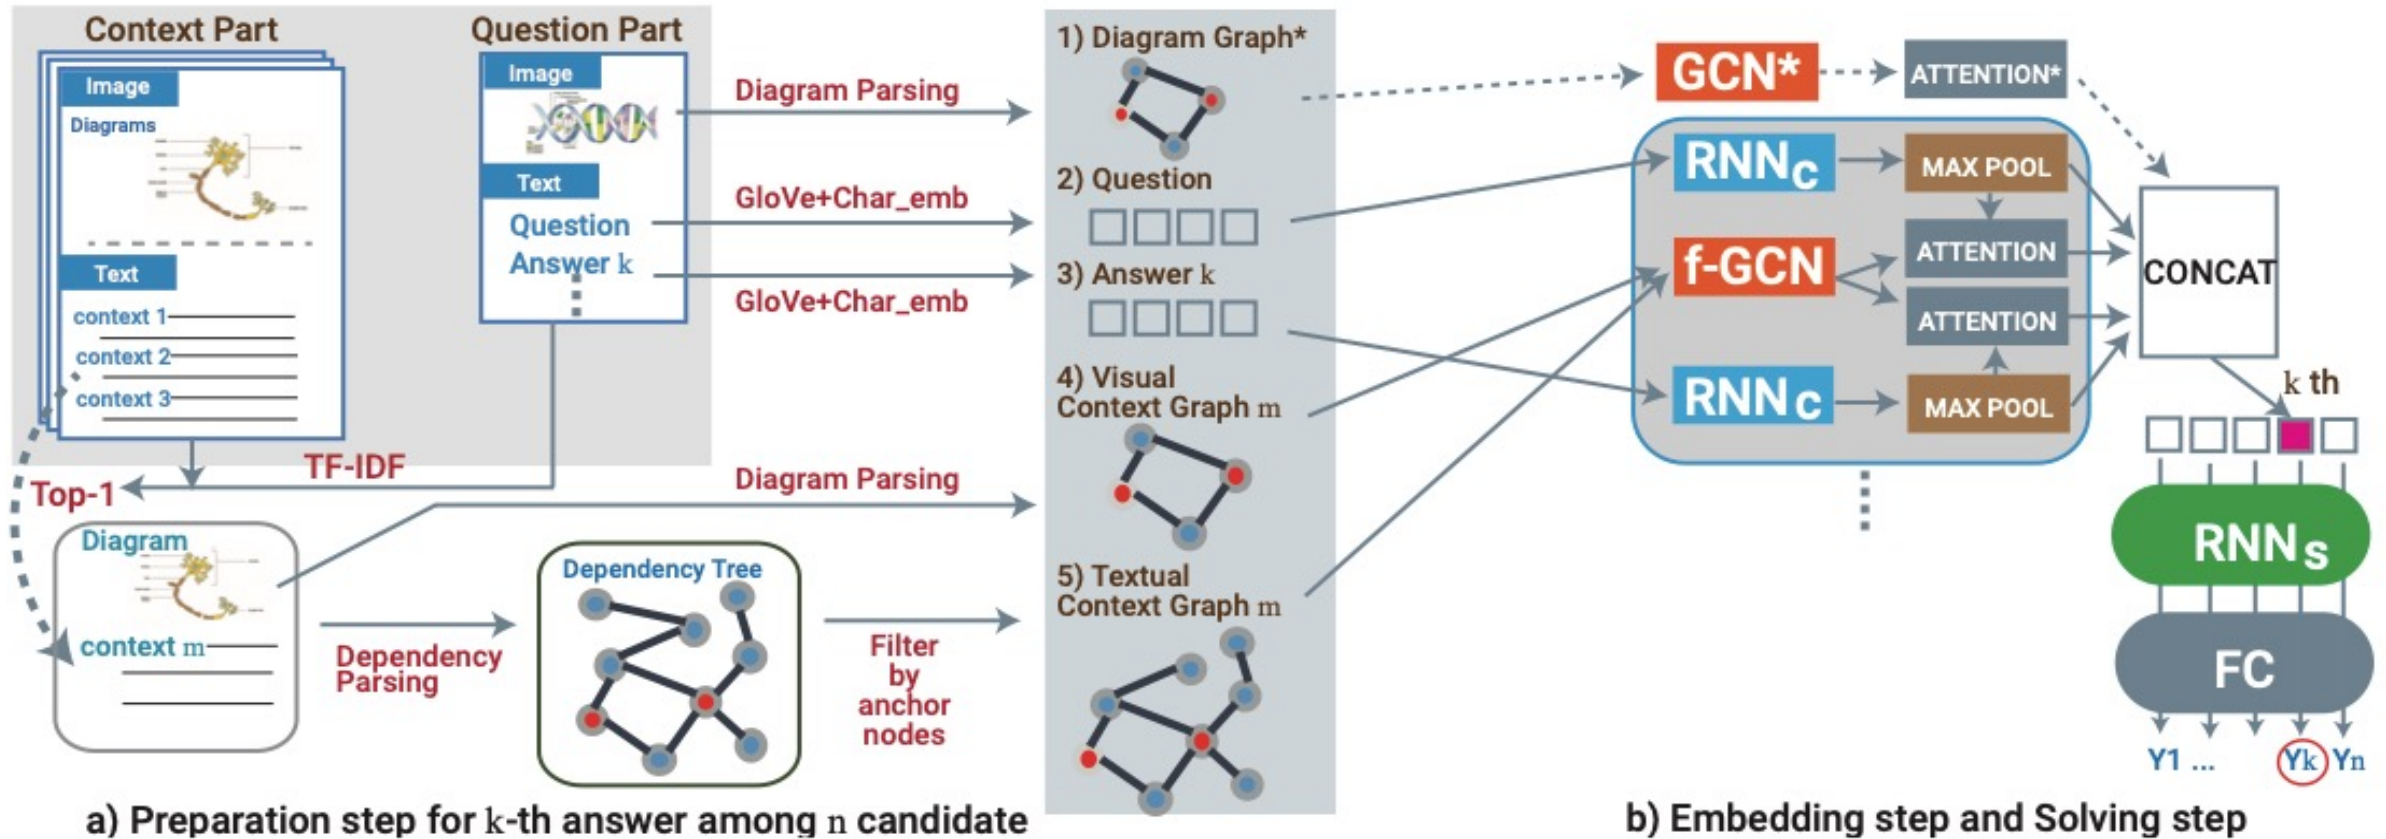 Context Part
Image
Diagrams
Text
context 1
context 2
context 3
Question Part
Image
Text
Question
Answer k
Diagram Parsing
GloVe+Char_emb
GloVe+Char_emb
TF-IDF
Top-1
Diagram
context m
Diagram Parsing
Dependency
Parsing
Dependency Tree
Filter
by
anchor
nodes
1) Diagram Graph*
2) Question
3) Answer k
4) Visual
Context Graph m
5) Textual
Context Graph m
GCN*
ATTENTION*
RNNC
MAX POOL
f-GCN
ATTENTION
ATTENTION
RNNC
MAX POOL
CONCAT
k th
RNNS
FC
Y1 ... Yk Yn
a) Preparation step for k-th answer among n candidate
b) Embedding step and Solving step